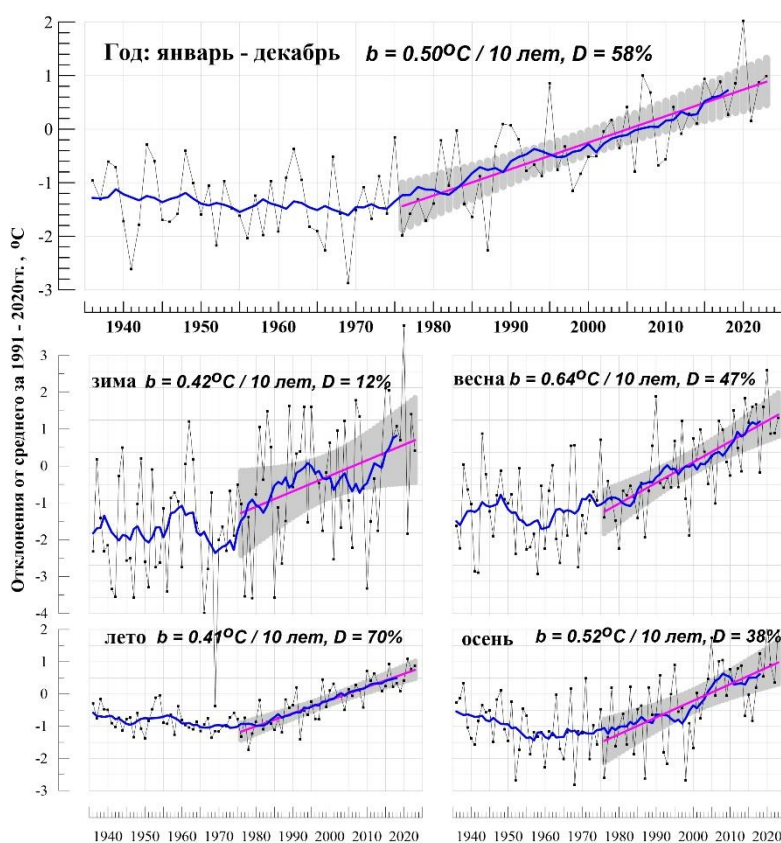 Год: январь - декабрь b = 0.50ºC / 10 лет, D = 58%
2
1
0
-1
-2
-3
1940 1950 1960 1970 1980 1990 2000 2010 2020
Отклонения от среднего за 1991 - 2020гг. , ºC
зима b = 0.42ºC / 10 лет, D = 12%
весна b = 0.64ºC / 10 лет, D = 47%
3
2
1
0
-1
-2
-3
-4
лето b = 0.41ºC / 10 лет, D = 70%
осень b = 0.52ºC / 10 лет, D = 38%
2
1
0
-1
-2
-3
1940 1950 1960 1970 1980 1990 2000 2010 2020
1940 1950 1960 1970 1980 1990 2000 2010 2020